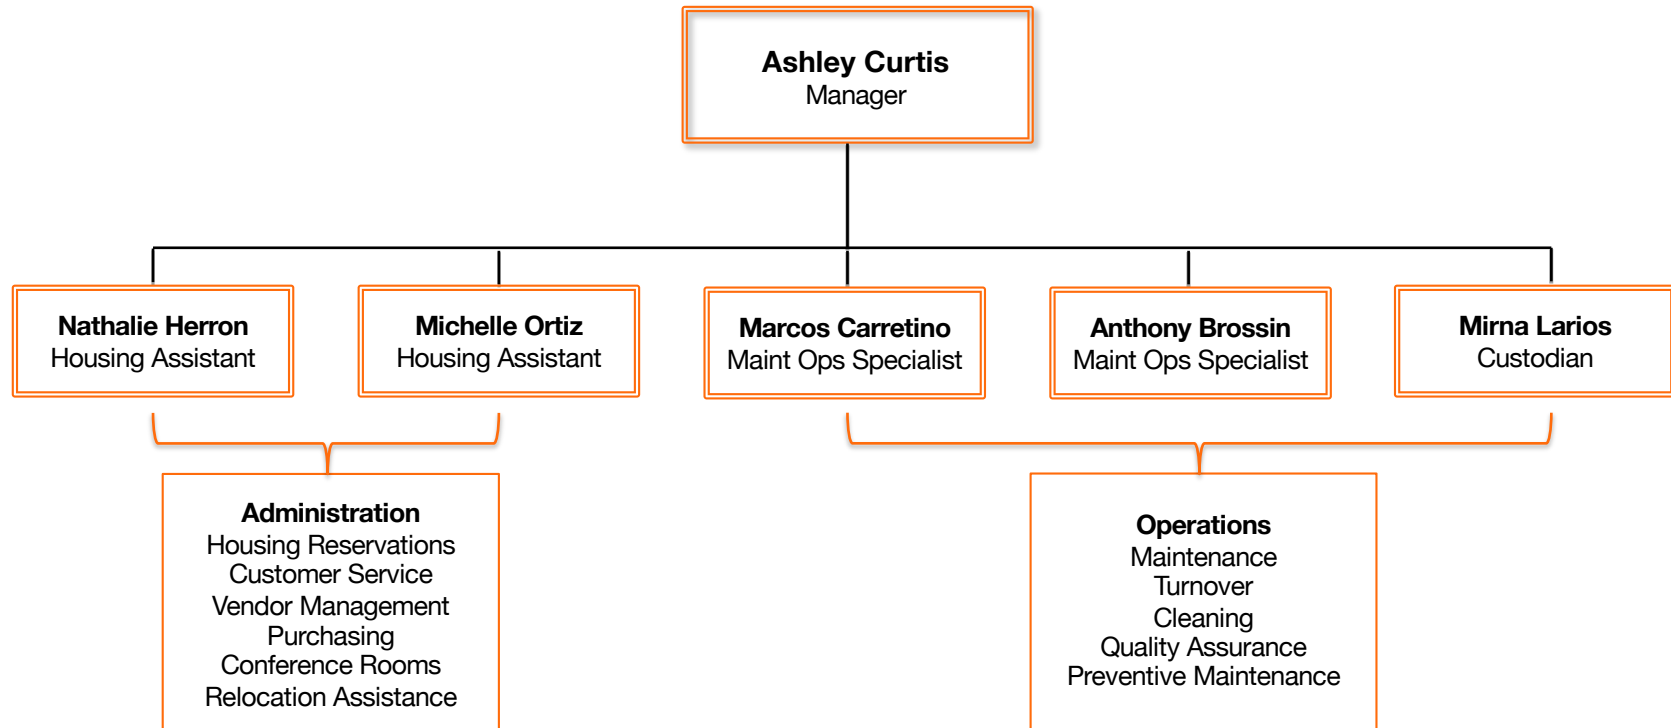 Ashley Curtis
Manager
Nathalie Herron
Housing Assistant
Michelle Ortiz
Housing Assistant
Marcos Carretino
Maint Ops Specialist
Anthony Brossin
Maint Ops Specialist
Mirna Larios
Custodian
Administration
Housing Reservations
Customer Service
Vendor Management
Purchasing
Conference Rooms
Relocation Assistance
Operations
Maintenance
Turnover
Cleaning
Quality Assurance
Preventive Maintenance